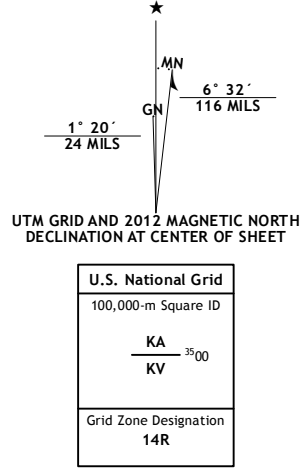 ★
MN
GN
6° 32´
116 MILS
1° 20´
24 MILS
UTM GRID AND 2012 MAGNETIC NORTH
DECLINATION AT CENTER OF SHEET
U.S. National Grid
100,000-m Square ID
KA
3500
KV
Grid Zone Designation
14R